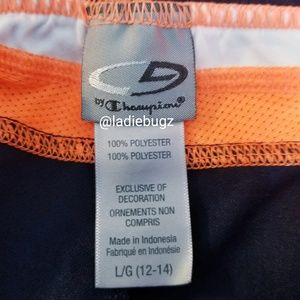 C9
by Champion®
@ladiebugz
100% POLYESTER
100% POLYESTER
EXCLUSIVE OF
DECORATION
ORNEMENTS NON
COMPRIS
Made in Indonesia
Fabriqué en Indonésie
L/G (12-14)